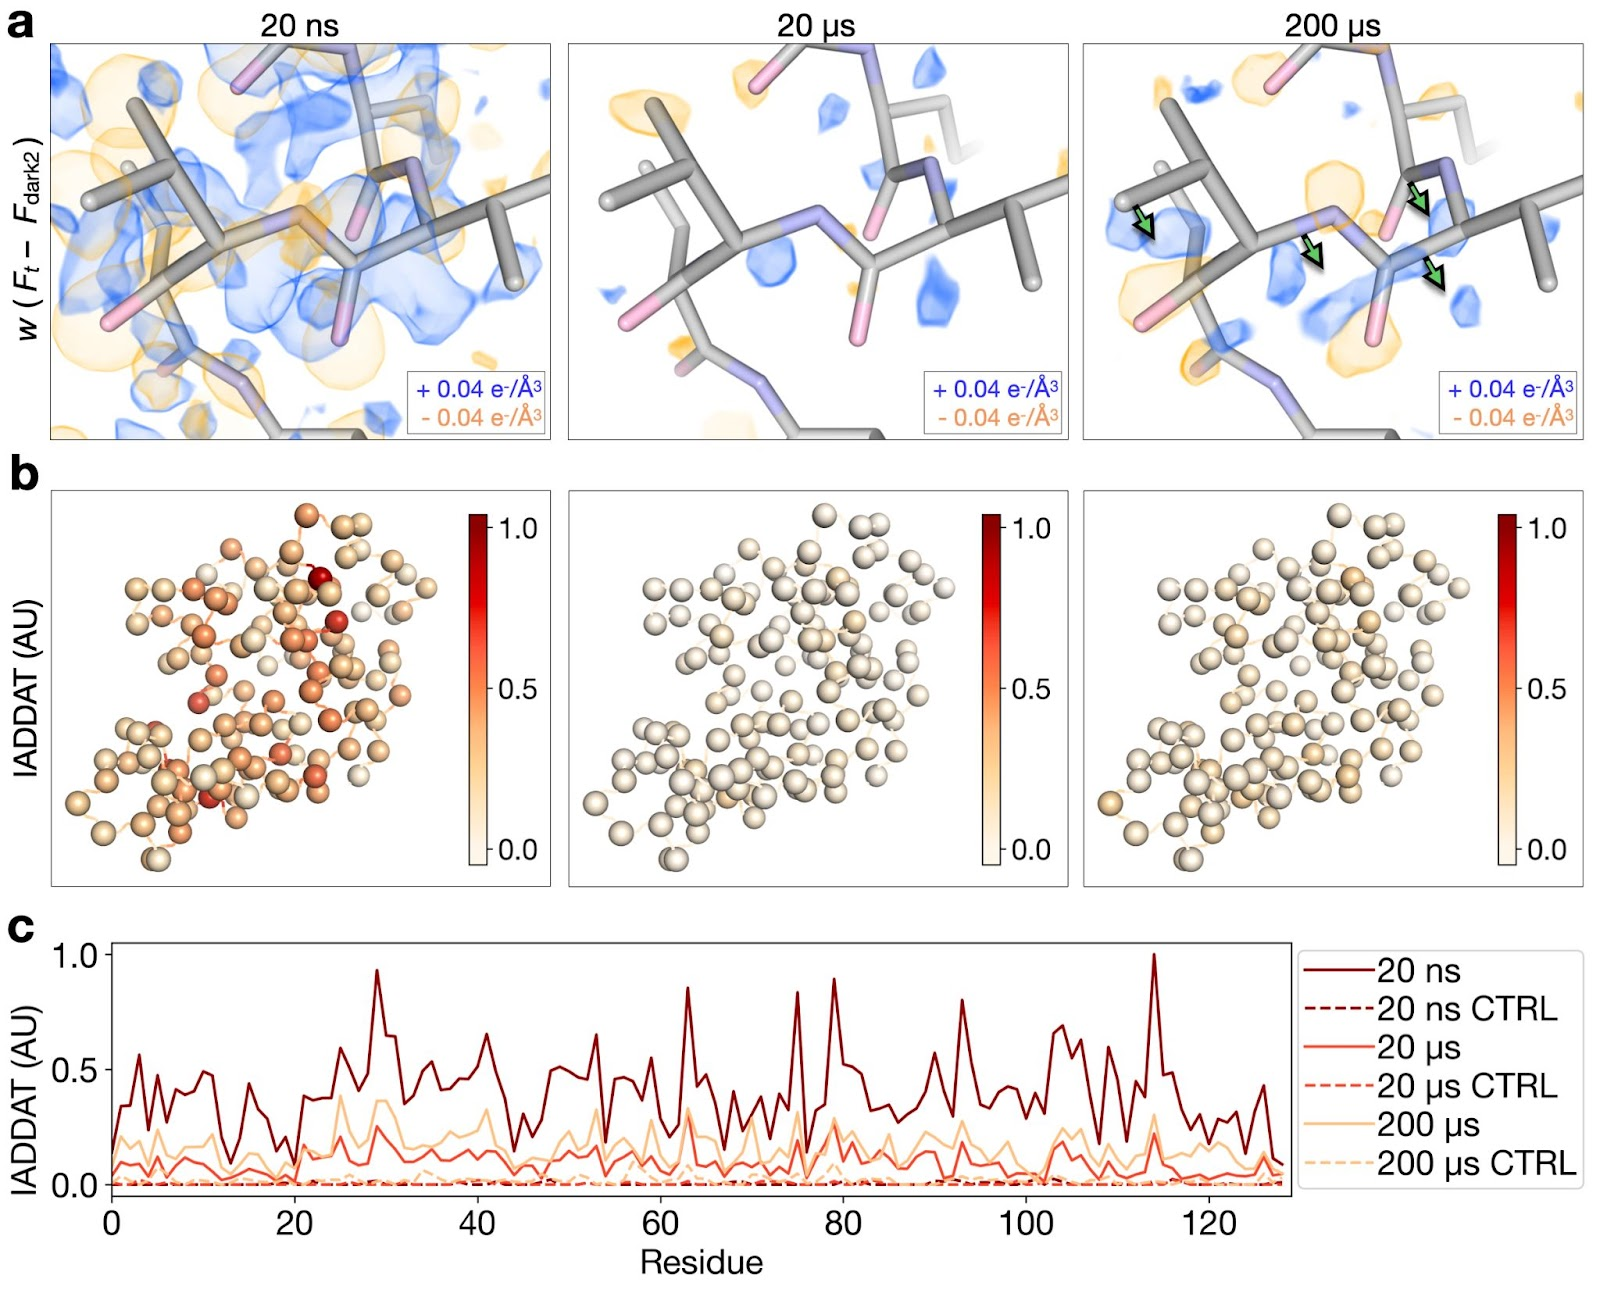 a
20 ns
20 µs
200 µs
w ( Ft − Fdark2)
+ 0.04 e-/Å3
- 0.04 e-/Å3
+ 0.04 e-/Å3
- 0.04 e-/Å3
+ 0.04 e-/Å3
- 0.04 e-/Å3
b
IADDAT (AU)
1.0
0.5
0.0
1.0
0.5
0.0
1.0
0.5
0.0
c
IADDAT (AU)
1.0
0.5
0.0
0
20
40
60
80
100
120
Residue
20 ns
20 ns CTRL
20 µs
20 µs CTRL
200 µs
200 µs CTRL